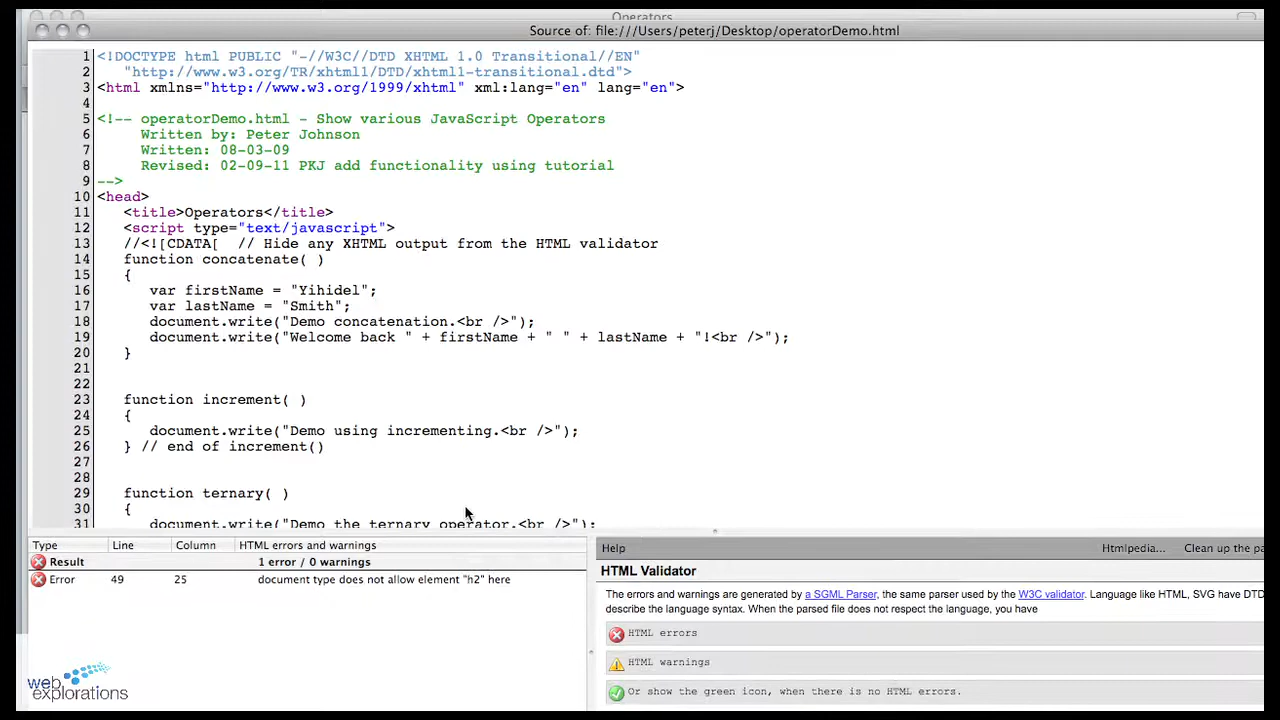 Operators
Source of: file:///Users/peterj/Desktop/operatorDemo.html
1 <!DOCTYPE html PUBLIC "-//W3C//DTD XHTML 1.0 Transitional//EN"
2 "http://www.w3.org/TR/xhtml1/DTD/xhtml1-transitional.dtd">
3 <html xmlns="http://www.w3.org/1999/xhtml" xml:lang="en" lang="en">
4
5 <!-- operatorDemo.html - Show various JavaScript Operators
6 Written by: Peter Johnson
7 Written: 08-03-09
8 Revised: 02-09-11 PKJ add functionality using tutorial
9 -->
10 <head>
11 <title>Operators</title>
12 <script type="text/javascript">
13 //<![CDATA[ // Hide any XHTML output from the HTML validator
14 function concatenate( )
15 {
16 var firstName = "Yihidel";
17 var lastName = "Smith";
18 document.write("Demo concatenation.<br />");
19 document.write("Welcome back " + firstName + " " + lastName + "!<br />");
20 }
21
22
23 function increment( )
24 {
25 document.write("Demo using incrementing.<br />");
26 } // end of increment()
27
28
29 function ternary( )
30 {
31 document.write("Demo the ternary operator.<br />");
Type Line Column HTML errors and warnings
Result 1 error / 0 warnings
Error 49 25 document type does not allow element "h2" here
Help Htmlpedia... Clean up the pa
HTML Validator
The errors and warnings are generated by a SGML Parser, the same parser used by the W3C validator. Language like HTML, SVG have DTD
describe the language syntax. When the parsed file does not respect the language, you have
HTML errors
HTML warnings
Or show the green icon, when there is no HTML errors.
web
explorations